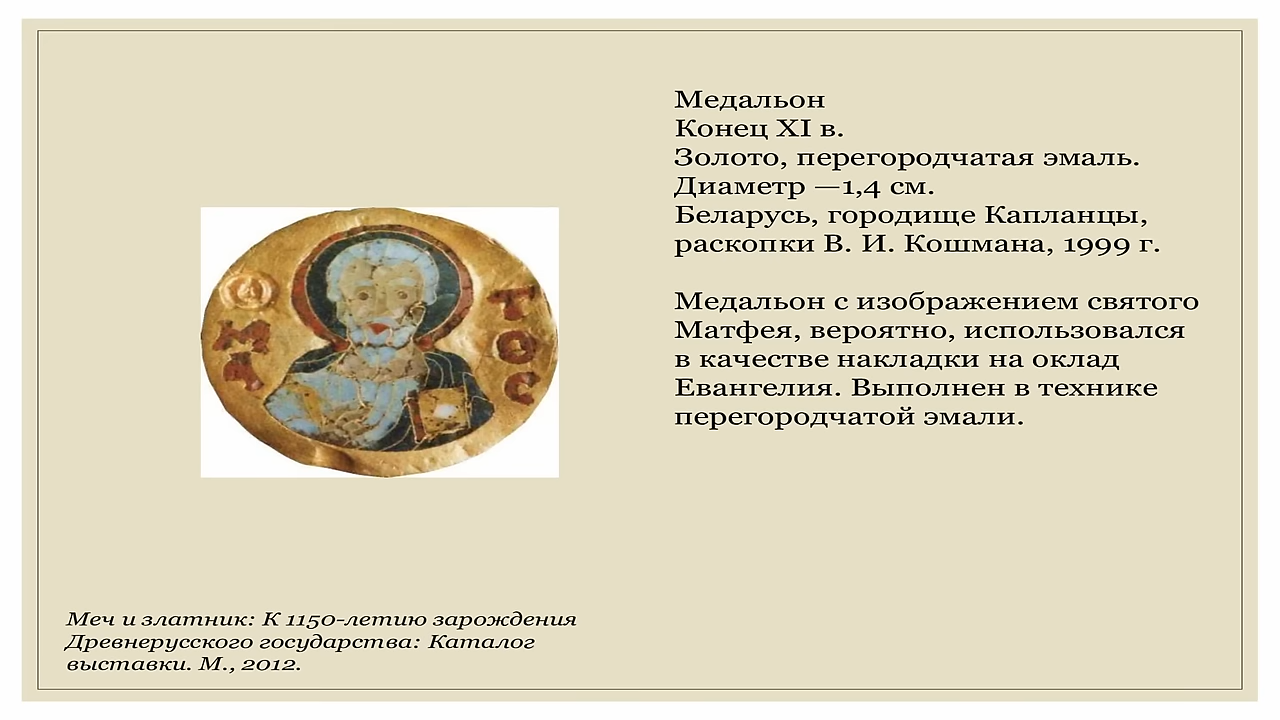 Медальон
Конец XI в.
Золото, перегородчатая эмаль.
Диаметр —1,4 см.
Беларусь, городище Капланцы,
раскопки В. И. Кошмана, 1999 г.
Медальон с изображением святого
Матфея, вероятно, использовался
в качестве накладки на оклад
Евангелия. Выполнен в технике
перегородчатой эмали.
Меч и златник: К 1150-летию зарождения
Древнерусского государства: Каталог
выставки. М., 2012.